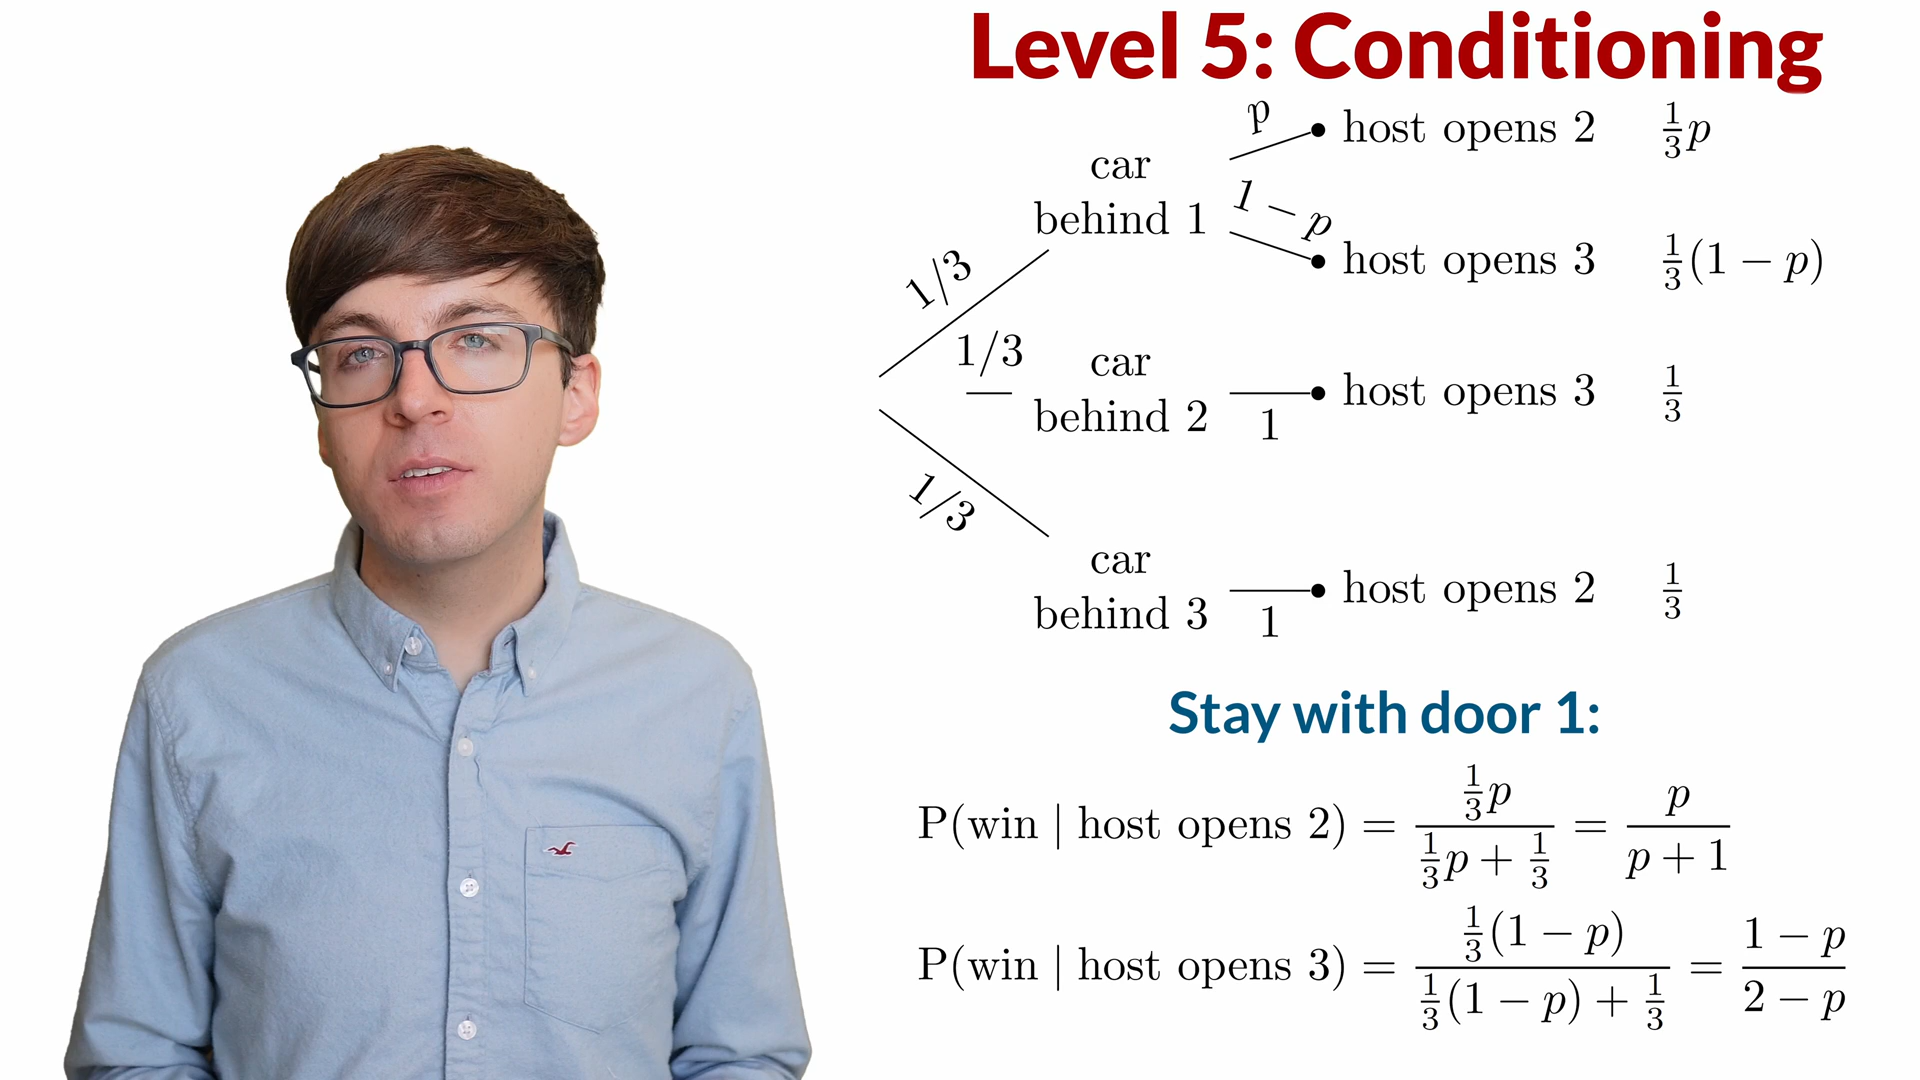 Level 5: Conditioning
p
host opens 2 1/3 p
car
behind 1
1 − p
host opens 3 1/3 (1 − p)
1/3
1/3
car
behind 2
1
host opens 3 1/3
1/3
car
behind 3
1
host opens 2 1/3
Stay with door 1:
P(win | host opens 2) = (1/3 p) / (1/3 p + 1/3) = p / (p + 1)
P(win | host opens 3) = (1/3 (1 − p)) / (1/3 (1 − p) + 1/3) = (1 − p) / (2 − p)